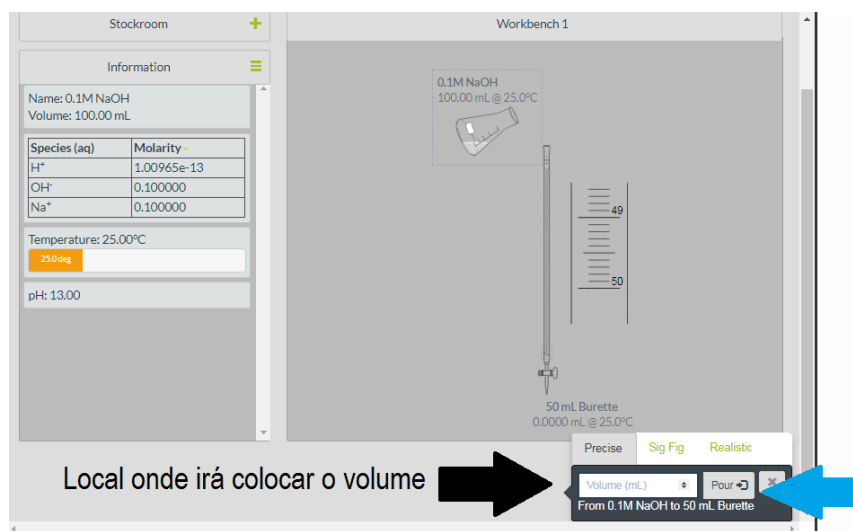 Stockroom +
Workbench 1
Information
Name: 0.1M NaOH
Volume: 100.00 mL
Species (aq) Molarity
H⁺ 1.00965e-13
OH⁻ 0.100000
Na⁺ 0.100000
Temperature: 25.00°C
25.0 deg
pH: 13.00
0.1M NaOH
100.00 mL @ 25.0°C
49
50
50 mL Burette
0.0000 mL @ 25.0°C
Precise Sig Fig Realistic
Local onde irá colocar o volume
Volume (mL) Pour
From 0.1M NaOH to 50 mL Burette